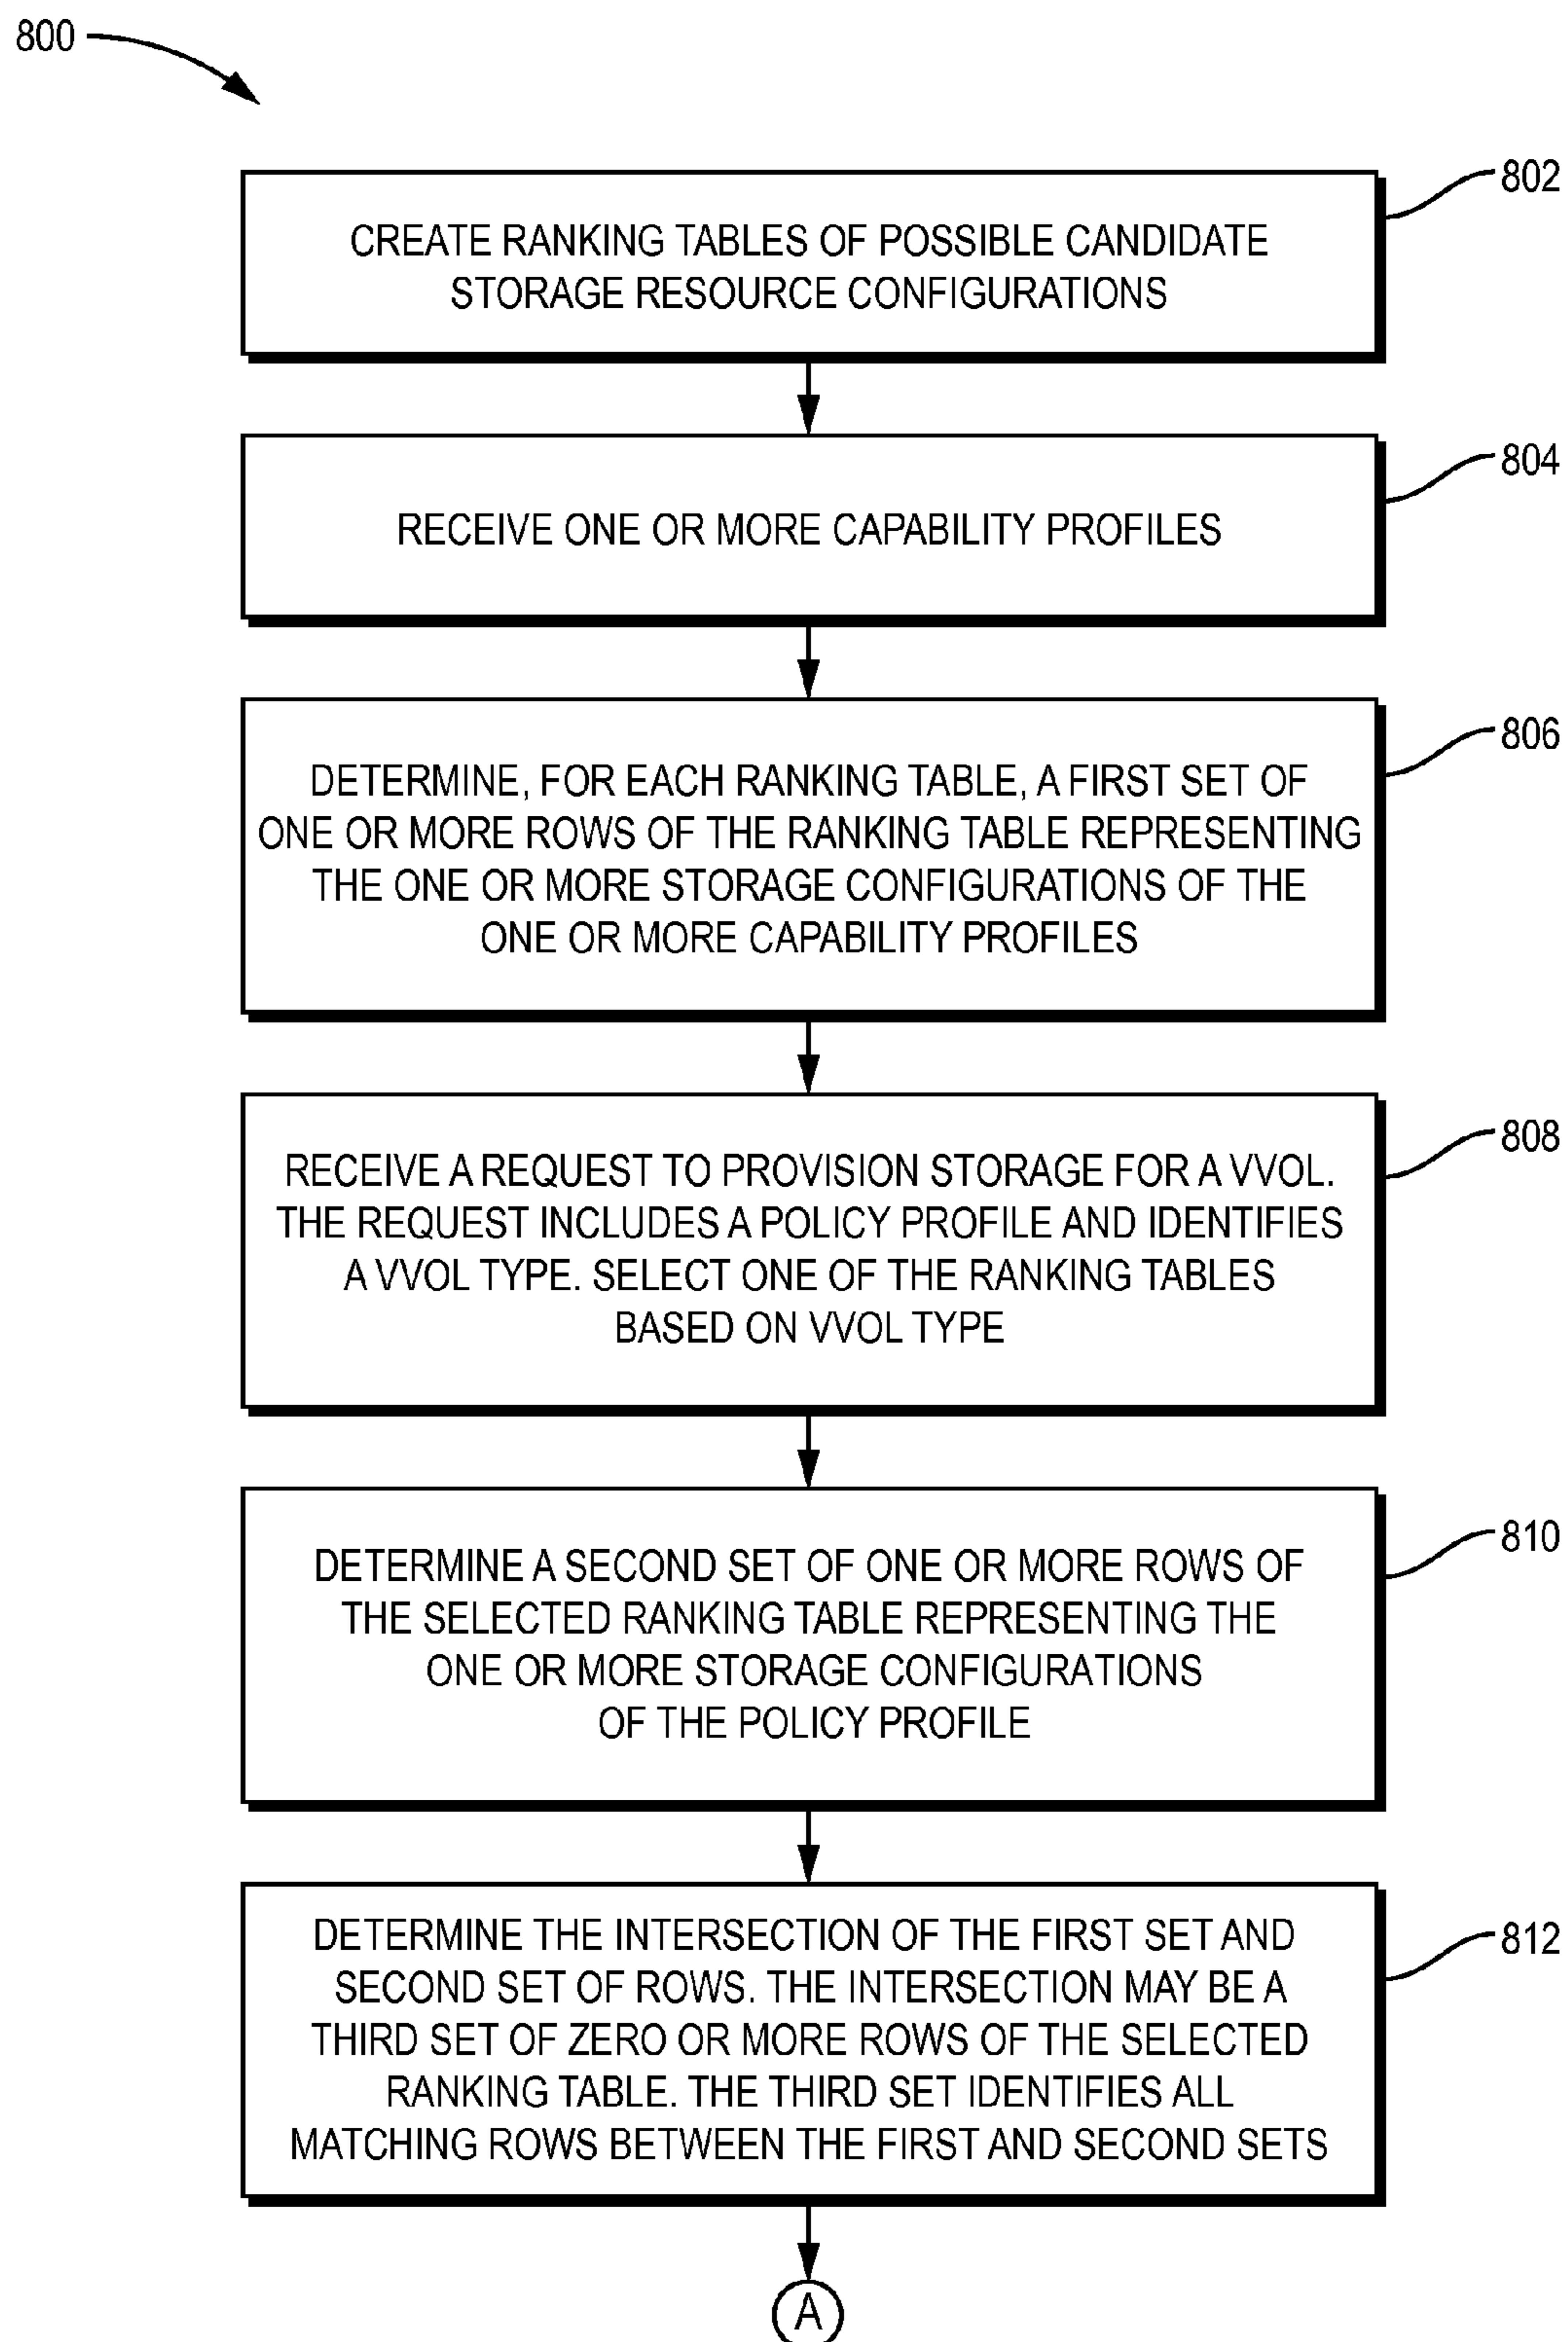 800
802
CREATE RANKING TABLES OF POSSIBLE CANDIDATE
STORAGE RESOURCE CONFIGURATIONS
804
RECEIVE ONE OR MORE CAPABILITY PROFILES
806
DETERMINE, FOR EACH RANKING TABLE, A FIRST SET OF
ONE OR MORE ROWS OF THE RANKING TABLE REPRESENTING
THE ONE OR MORE STORAGE CONFIGURATIONS OF THE
ONE OR MORE CAPABILITY PROFILES
808
RECEIVE A REQUEST TO PROVISION STORAGE FOR A VVOL.
THE REQUEST INCLUDES A POLICY PROFILE AND IDENTIFIES
A VVOL TYPE. SELECT ONE OF THE RANKING TABLES
BASED ON VVOL TYPE
810
DETERMINE A SECOND SET OF ONE OR MORE ROWS OF
THE SELECTED RANKING TABLE REPRESENTING THE
ONE OR MORE STORAGE CONFIGURATIONS
OF THE POLICY PROFILE
812
DETERMINE THE INTERSECTION OF THE FIRST SET AND
SECOND SET OF ROWS. THE INTERSECTION MAY BE A
THIRD SET OF ZERO OR MORE ROWS OF THE SELECTED
RANKING TABLE. THE THIRD SET IDENTIFIES ALL
MATCHING ROWS BETWEEN THE FIRST AND SECOND SETS
A